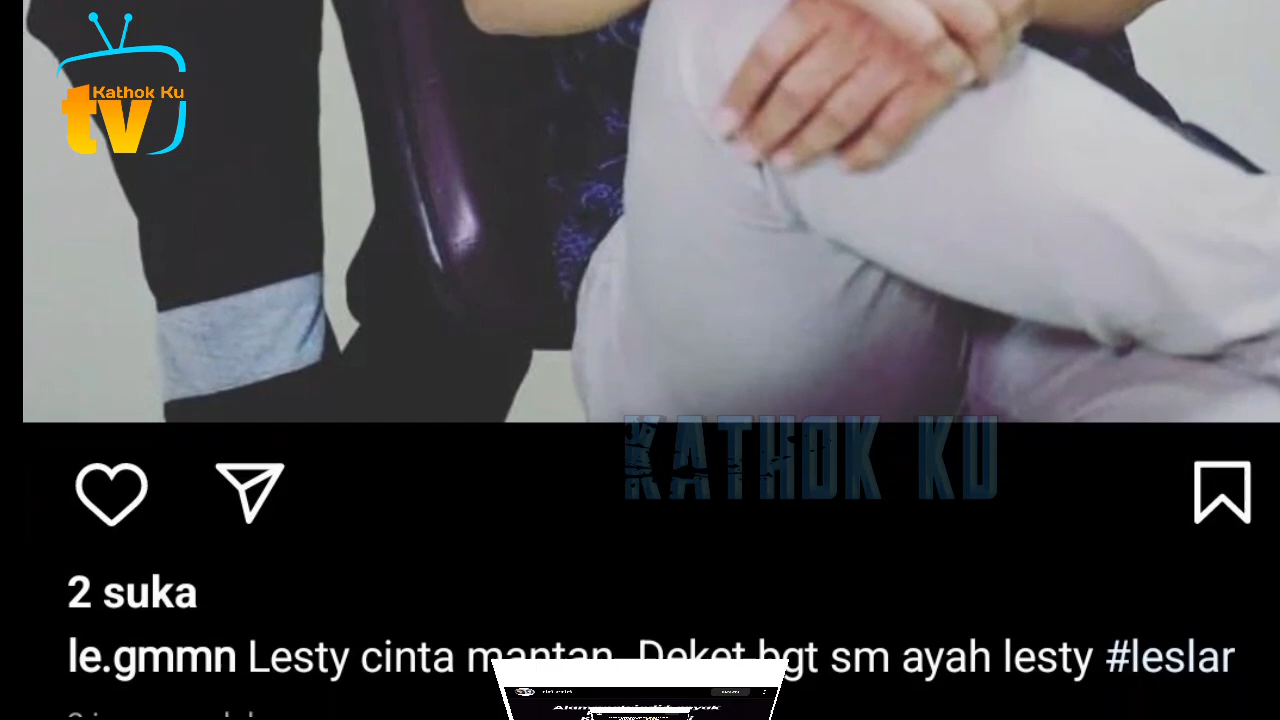 Kathok Ku
tv
KATHOK KU
2 suka
le.gmmn Lesty cinta mantan. Deket bgt sm ayah lesty #leslar